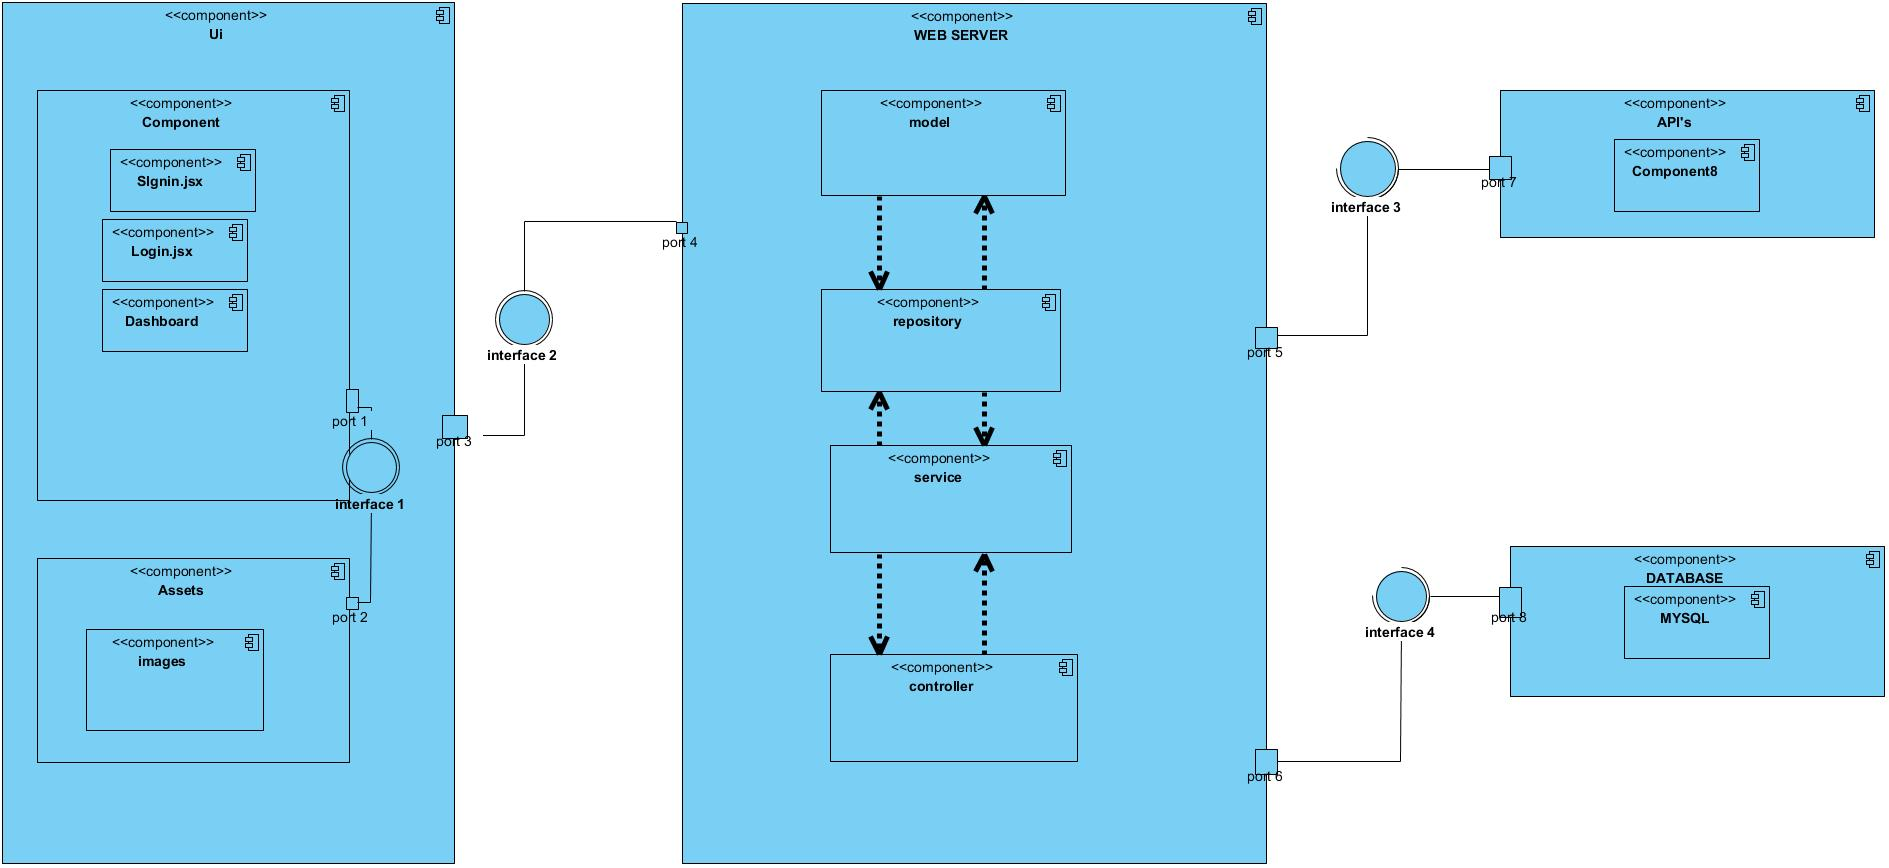 <<component>>
Ui
<<component>>
Component
<<component>>
SIgnin.jsx
<<component>>
Login.jsx
<<component>>
Dashboard
port 1
interface 1
port 3
<<component>>
Assets
port 2
<<component>>
images
interface 2
port 4
<<component>>
WEB SERVER
<<component>>
model
<<component>>
repository
<<component>>
service
<<component>>
controller
port 5
port 6
interface 3
port 7
<<component>>
API's
<<component>>
Component8
interface 4
port 8
<<component>>
DATABASE
<<component>>
MYSQL